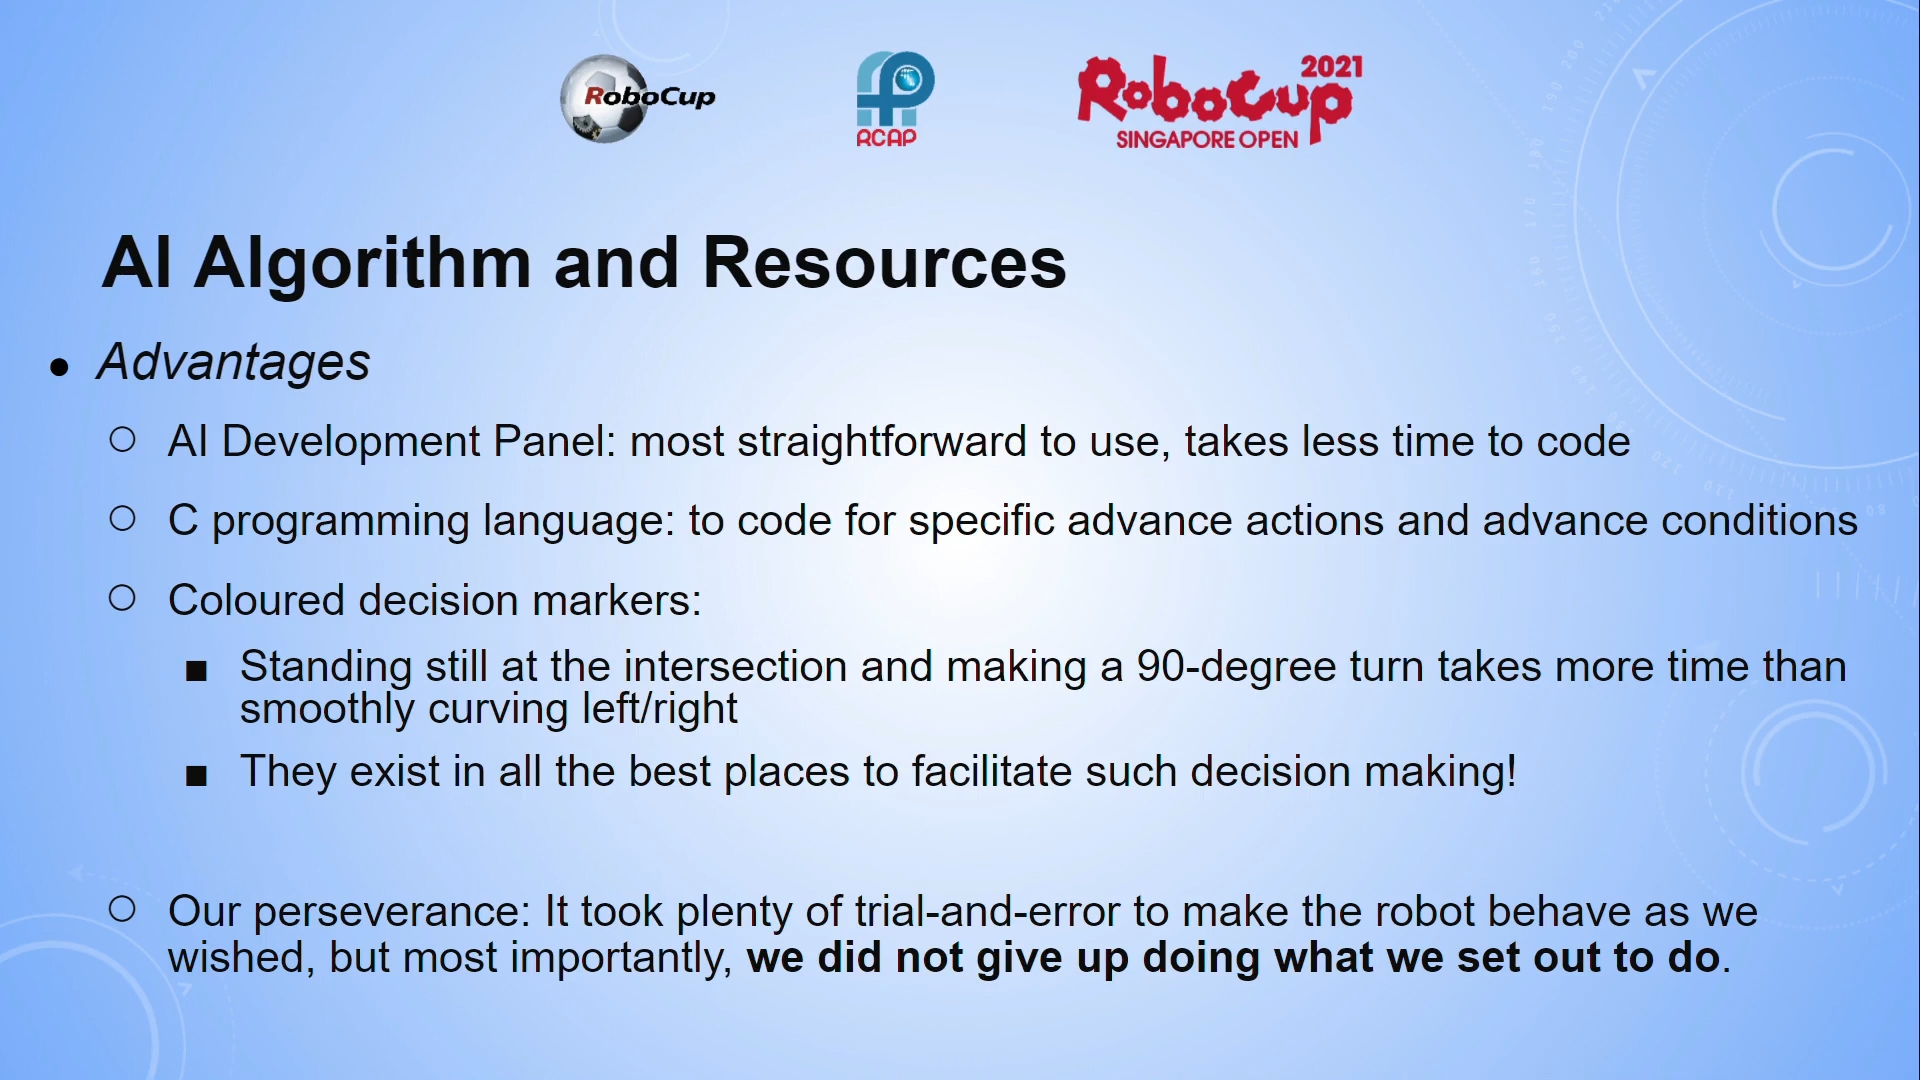 RoboCup
RCAP
2021
RoboCup
SINGAPORE OPEN
AI Algorithm and Resources
● Advantages
○ AI Development Panel: most straightforward to use, takes less time to code
○ C programming language: to code for specific advance actions and advance conditions
○ Coloured decision markers:
■ Standing still at the intersection and making a 90-degree turn takes more time than
smoothly curving left/right
■ They exist in all the best places to facilitate such decision making!
○ Our perseverance: It took plenty of trial-and-error to make the robot behave as we
wished, but most importantly, we did not give up doing what we set out to do.